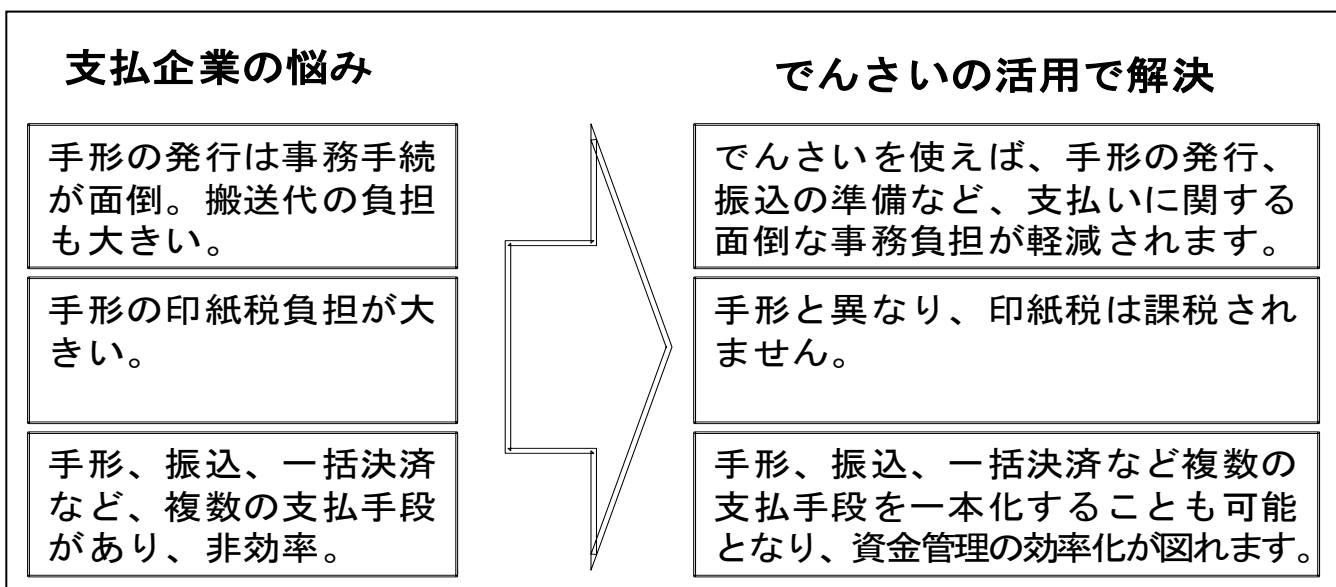 支払企業の悩み
手形の発行は事務手続
が面倒。搬送代の負担
も大きい。
手形の印紙税負担が大
きい。
手形、振込、一括決済
など、複数の支払手段
があり、非効率。
でんさいの活用で解決
でんさいを使えば、手形の発行、
振込の準備など、支払いに関する
面倒な事務負担が軽減されます。
手形と異なり、印紙税は課税され
ません。
手形、振込、一括決済など複数の
支払手段を一本化することも可能
となり、資金管理の効率化が図れます。